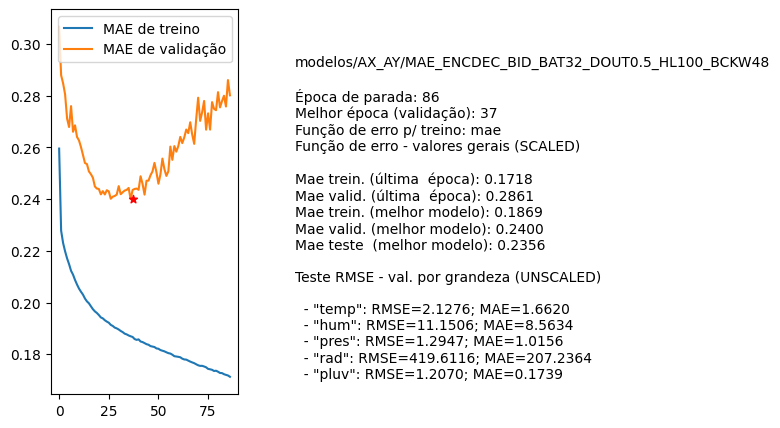 MAE de treino
MAE de validação
0.30
0.28
0.26
0.24
0.22
0.20
0.18
0
25
50
75
modelos/AX_AY/MAE_ENCDEC_BID_BAT32_DOUT0.5_HL100_BCKW48
Época de parada: 86
Melhor época (validação): 37
Função de erro p/ treino: mae
Função de erro - valores gerais (SCALED)
Mae trein. (última  época): 0.1718
Mae valid. (última  época): 0.2861
Mae trein. (melhor modelo): 0.1869
Mae valid. (melhor modelo): 0.2400
Mae teste  (melhor modelo): 0.2356
Teste RMSE - val. por grandeza (UNSCALED)
- "temp": RMSE=2.1276; MAE=1.6620
- "hum": RMSE=11.1506; MAE=8.5634
- "pres": RMSE=1.2947; MAE=1.0156
- "rad": RMSE=419.6116; MAE=207.2364
- "pluv": RMSE=1.2070; MAE=0.1739